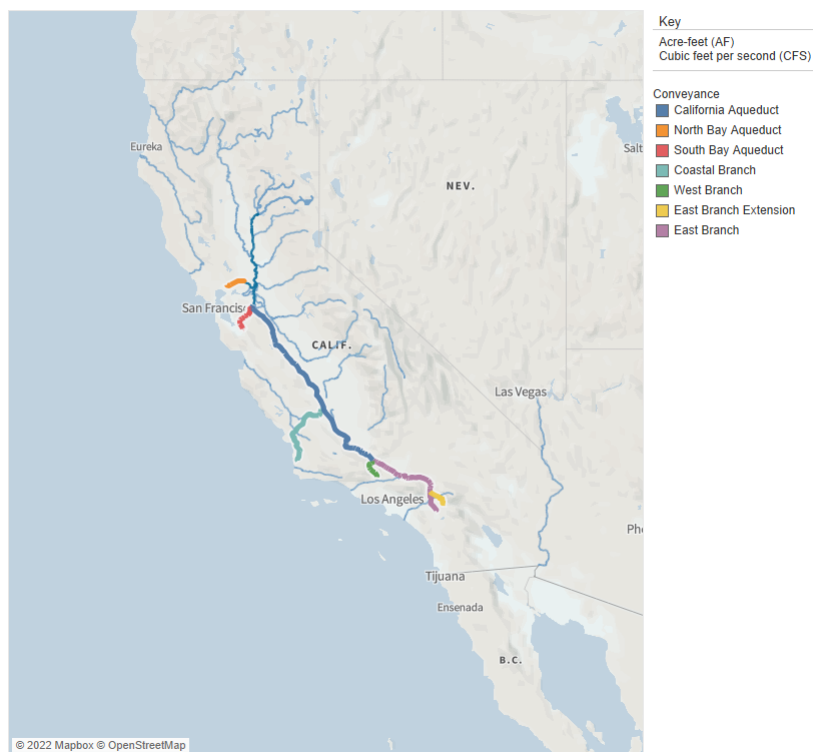 Key
Acre-feet (AF)
Cubic feet per second (CFS)
Conveyance
California Aqueduct
North Bay Aqueduct
South Bay Aqueduct
Coastal Branch
West Branch
East Branch Extension
East Branch
Eureka
NEV.
Salt
San Francis
CALIF.
Las Vegas
Los Angeles
Pho
Tijuana
Ensenada
B.C.
© 2022 Mapbox © OpenStreetMap